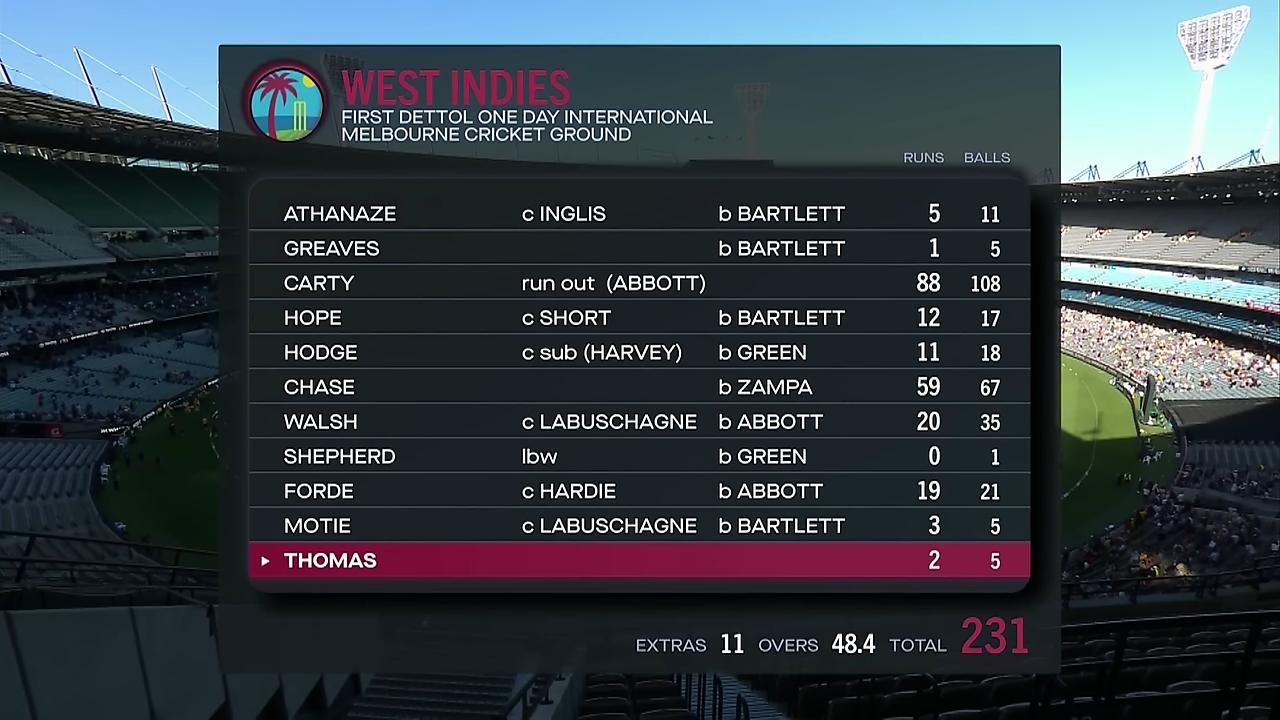 WEST INDIES
FIRST DETTOL ONE DAY INTERNATIONAL
MELBOURNE CRICKET GROUND
RUNS BALLS
ATHANAZE c INGLIS b BARTLETT 5 11
GREAVES b BARTLETT 1 5
CARTY run out (ABBOTT) 88 108
HOPE c SHORT b BARTLETT 12 17
HODGE c sub (HARVEY) b GREEN 11 18
CHASE b ZAMPA 59 67
WALSH c LABUSCHAGNE b ABBOTT 20 35
SHEPHERD lbw b GREEN 0 1
FORDE c HARDIE b ABBOTT 19 21
MOTIE c LABUSCHAGNE b BARTLETT 3 5
THOMAS 2 5
EXTRAS 11 OVERS 48.4 TOTAL 231